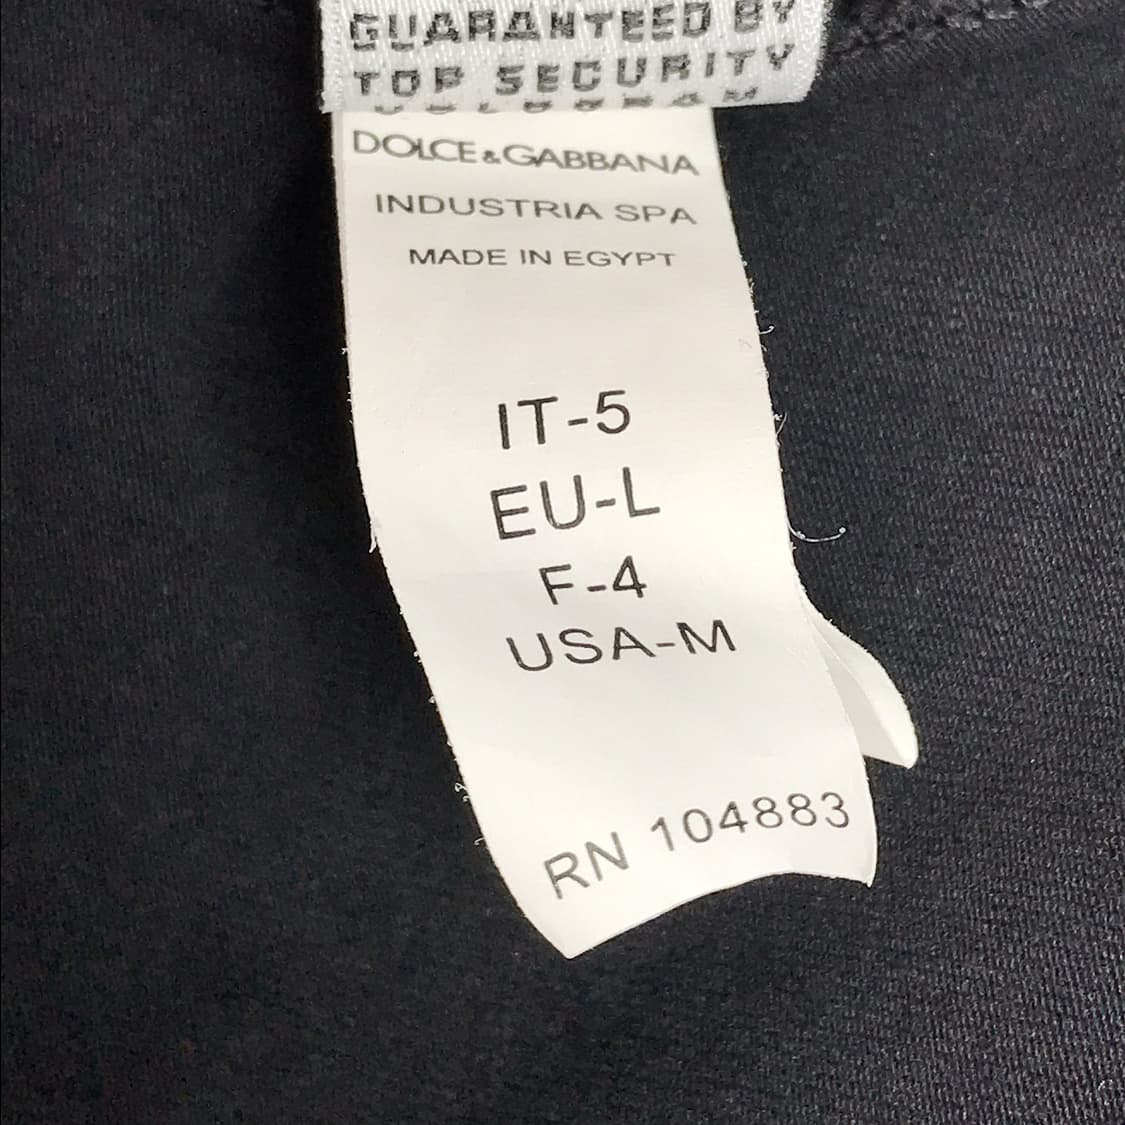 GUARANTEED BY
TOP SECURITY
DOLCE&GABBANA
INDUSTRIA SPA
MADE IN EGYPT
IT-5
EU-L
F-4
USA-M
RN 104883